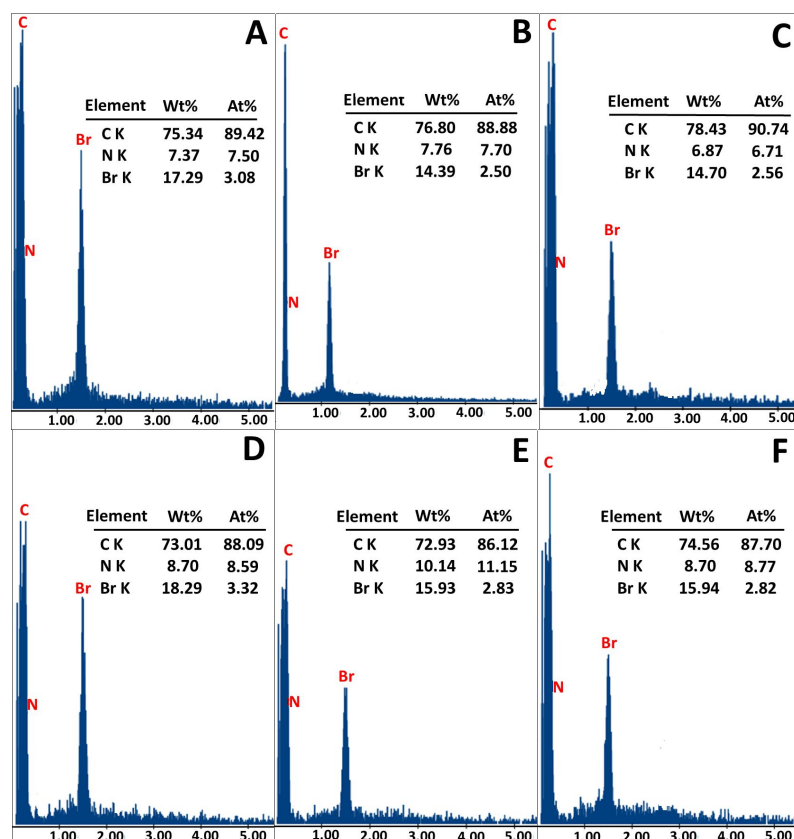 A
C
Element Wt% At%
C K 75.34 89.42
N K 7.37 7.50
Br K 17.29 3.08
Br
N
1.00 2.00 3.00 4.00 5.00
B
C
Element Wt% At%
C K 76.80 88.88
N K 7.76 7.70
Br K 14.39 2.50
Br
N
1.00 2.00 3.00 4.00 5.00
C
C
Element Wt% At%
C K 78.43 90.74
N K 6.87 6.71
Br K 14.70 2.56
Br
N
1.00 2.00 3.00 4.00 5.00
D
C
Element Wt% At%
C K 73.01 88.09
N K 8.70 8.59
Br K 18.29 3.32
Br
N
1.00 2.00 3.00 4.00 5.00
E
C
Element Wt% At%
C K 72.93 86.12
N K 10.14 11.15
Br K 15.93 2.83
Br
N
1.00 2.00 3.00 4.00 5.00
F
C
Element Wt% At%
C K 74.56 87.70
N K 8.70 8.77
Br K 15.94 2.82
Br
N
1.00 2.00 3.00 4.00 5.00